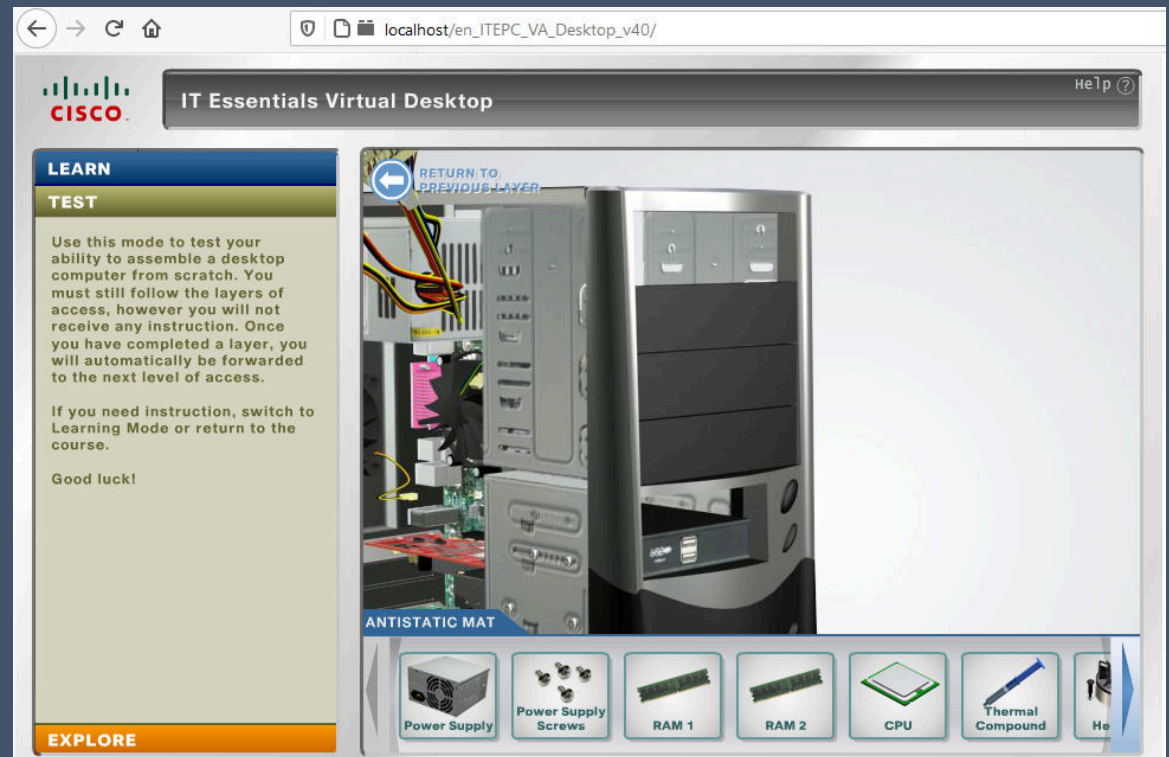 localhost/en_ITEPC_VA_Desktop_v40/
CISCO
IT Essentials Virtual Desktop
Help ?
LEARN
TEST
Use this mode to test your
ability to assemble a desktop
computer from scratch. You
must still follow the layers of
access, however you will not
receive any instruction. Once
you have completed a layer, you
will automatically be forwarded
to the next level of access.
If you need instruction, switch to
Learning Mode or return to the
course.
Good luck!
EXPLORE
RETURN TO
PREVIOUS LAYER
ANTISTATIC MAT
Power Supply
Power Supply
Screws
RAM 1
RAM 2
CPU
Thermal
Compound
He